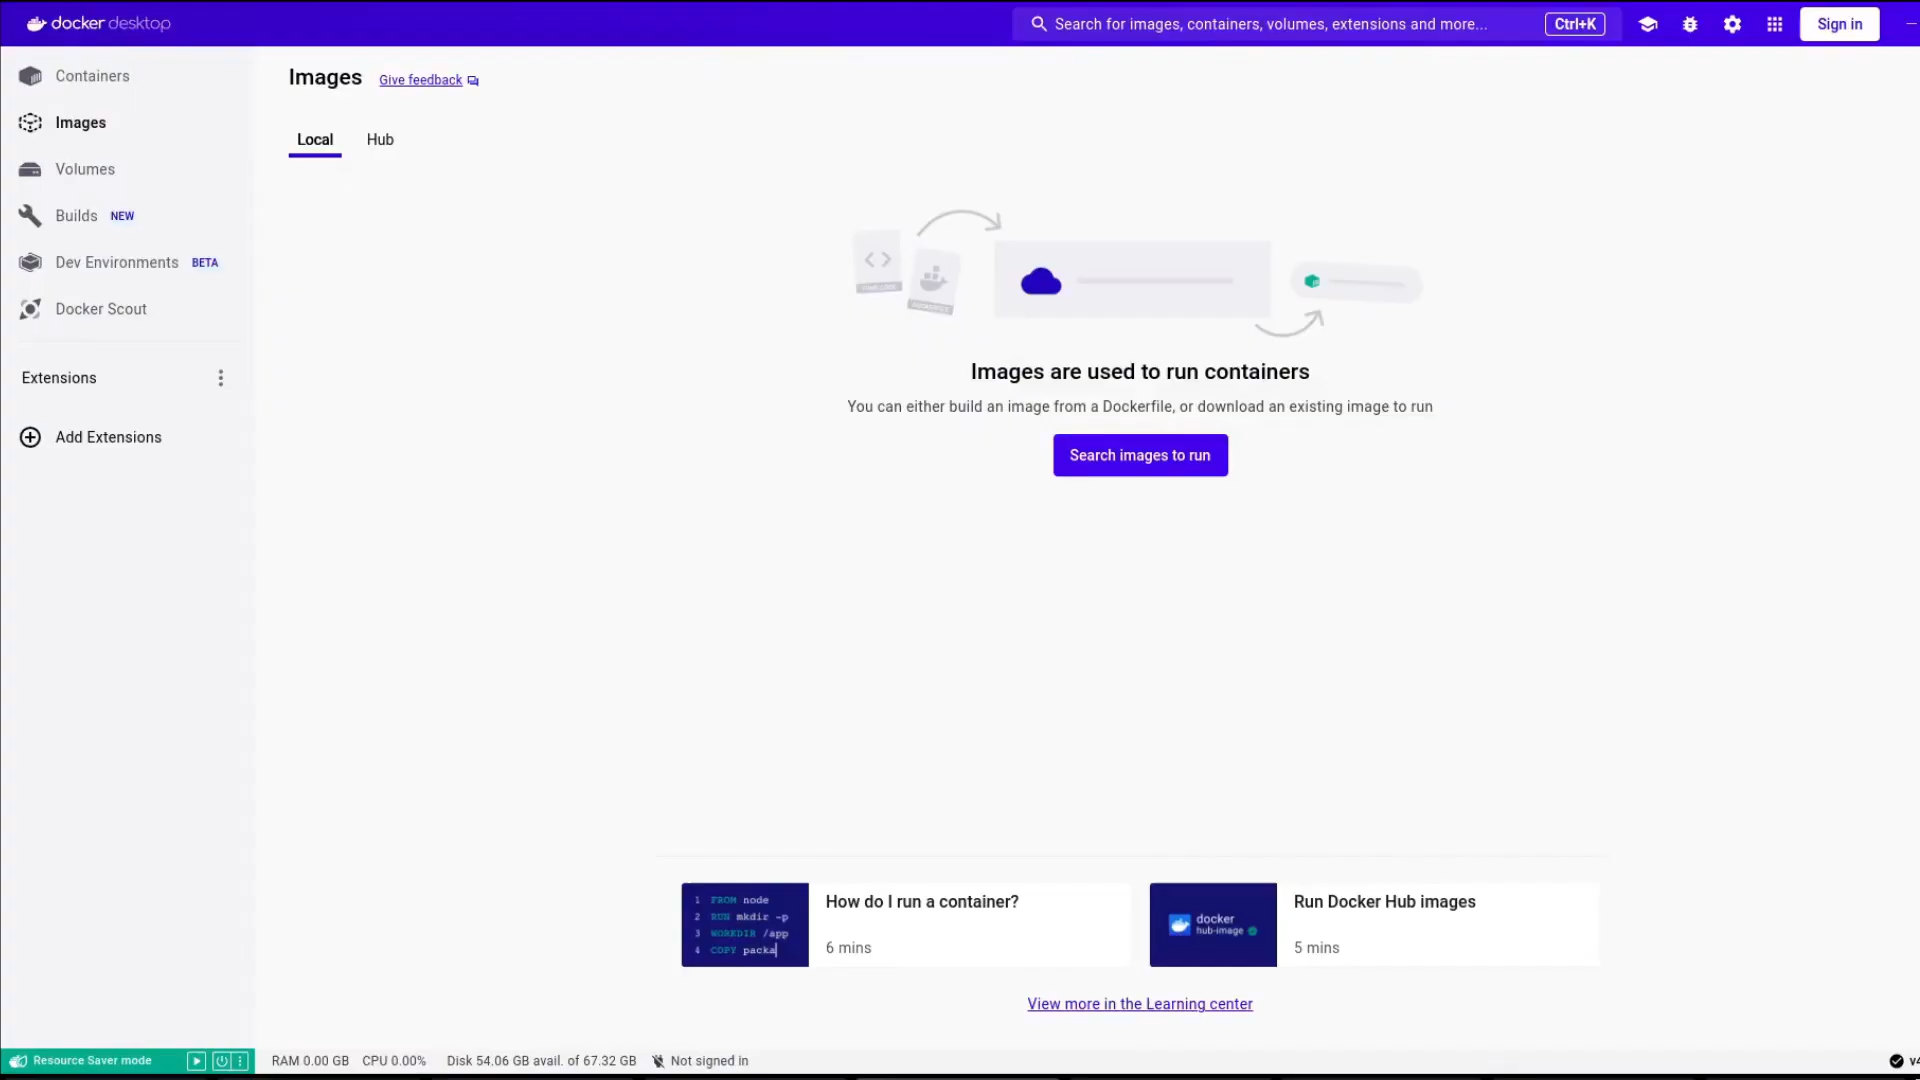 docker desktop
Search for images, containers, volumes, extensions and more...
Ctrl+K
Sign in
Containers
Images
Volumes
Builds NEW
Dev Environments BETA
Docker Scout
Extensions
Add Extensions
Images
Give feedback
Local
Hub
Images are used to run containers
You can either build an image from a Dockerfile, or download an existing image to run
Search images to run
1 FROM node
2 RUN mkdir -p
3 WORKDIR /app
4 COPY packa
How do I run a container?
6 mins
docker
hub-image
Run Docker Hub images
5 mins
View more in the Learning center
Resource Saver mode
RAM 0.00 GB CPU 0.00% Disk 54.06 GB avail. of 67.32 GB Not signed in
v4